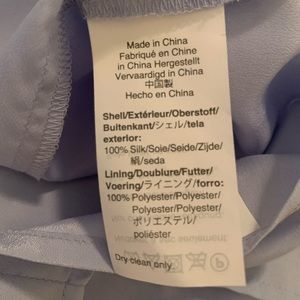 Made in China
Fabriqué en Chine
in China Hergestellt
Vervaardigd in China
中国製
Hecho en China
Shell/Extérieur/Oberstoff/
Buitenkant/シェル/tela
exterior:
100% Silk/Soie/Seide/Zijde/
絹/seda
Lining/Doublure/Futter/
Voering/ライニング/forro:
100% Polyester/Polyester/
Polyester/Polyester/
ポリエステル/
poliéster
Dry clean only